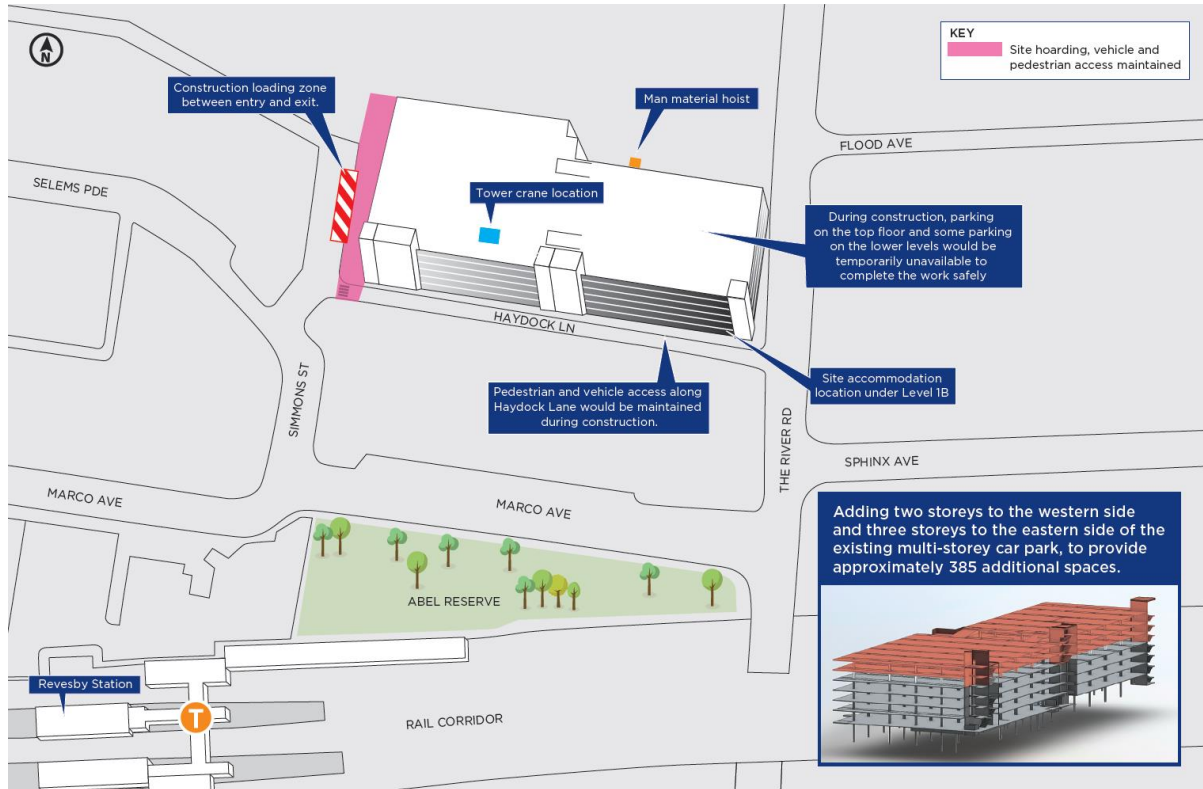 N
KEY
Site hoarding, vehicle and
pedestrian access maintained
Construction loading zone
between entry and exit.
Man material hoist
FLOOD AVE
SELEMS PDE
Tower crane location
During construction, parking
on the top floor and some parking
on the lower levels would be
temporarily unavailable to
complete the work safely
HAYDOCK LN
SIMMONS ST
Pedestrian and vehicle access along
Haydock Lane would be maintained
during construction.
Site accommodation
location under Level 1B
THE RIVER RD
SPHINX AVE
MARCO AVE
MARCO AVE
Adding two storeys to the western side
and three storeys to the eastern side of the
existing multi-storey car park, to provide
approximately 385 additional spaces.
ABEL RESERVE
Revesby Station
T
RAIL CORRIDOR